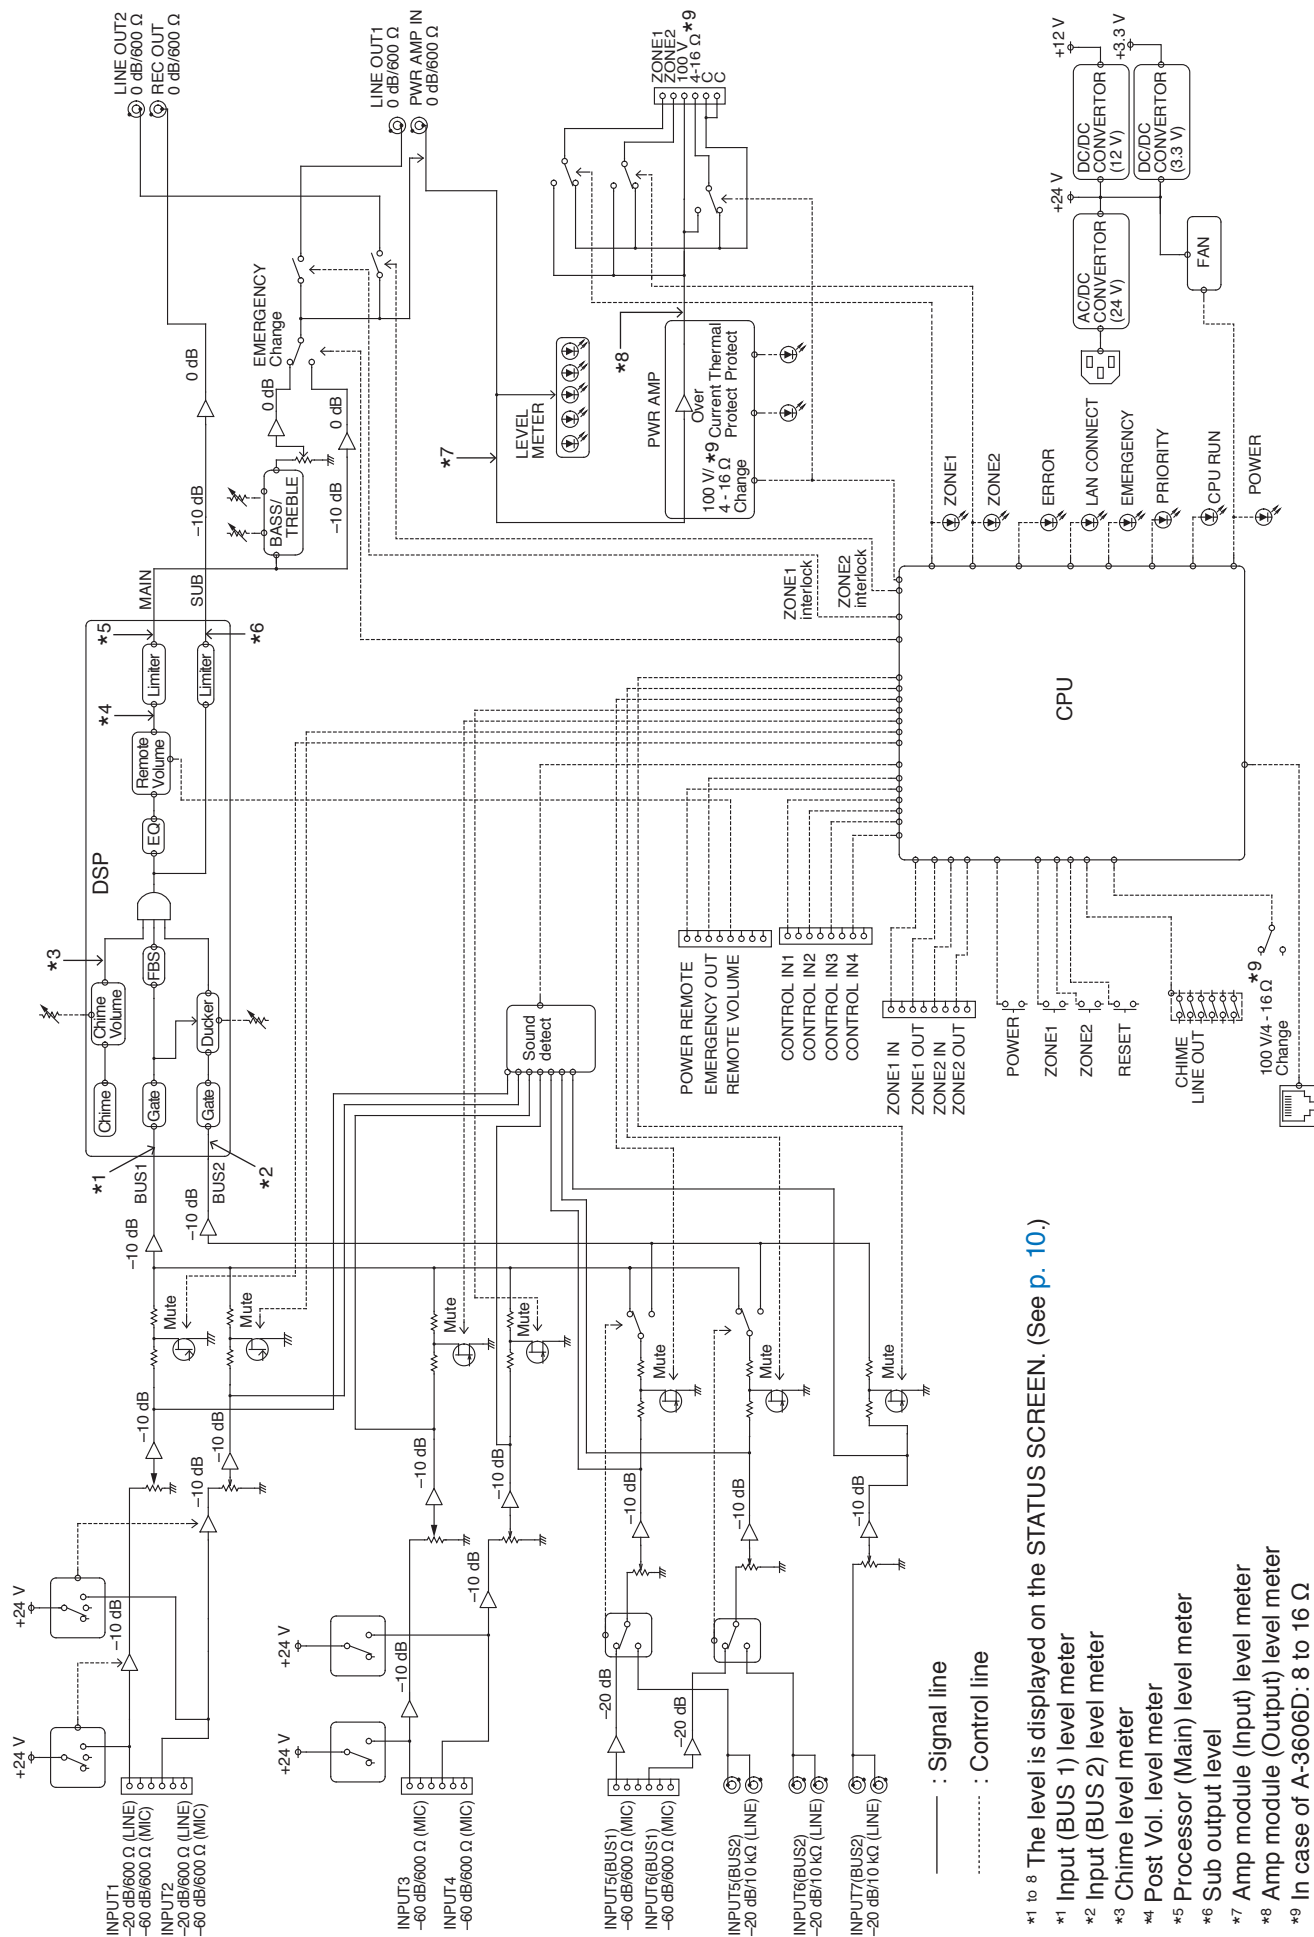 INPUT1
–20 dB/600 Ω (LINE)
–60 dB/600 Ω (MIC)
INPUT2
–20 dB/600 Ω (LINE)
–60 dB/600 Ω (MIC)
+24 V
+24 V
–10 dB
–10 dB
–10 dB
–10 dB
Mute
Mute
–10 dB
–10 dB
BUS1
BUS2
*1
*2
DSP
Gate
Gate
Chime
Chime
Volume
*3
FBS
Ducker
EQ
Remote
Volume
*4
Limiter
Limiter
*5
*6
MAIN
SUB
–10 dB
–10 dB
BASS/
TREBLE
0 dB
0 dB
0 dB
EMERGENCY
Change
LINE OUT2
0 dB/600 Ω
REC OUT
0 dB/600 Ω
LINE OUT1
0 dB/600 Ω
PWR AMP IN
0 dB/600 Ω
INPUT3
–60 dB/600 Ω (MIC)
INPUT4
–60 dB/600 Ω (MIC)
+24 V
+24 V
–10 dB
–10 dB
–10 dB
–10 dB
Mute
Mute
Sound
detect
*7
LEVEL
METER
*8
PWR AMP
100 V/ *9
4 - 16 Ω
Change
Over
Current
Protect
Thermal
Protect
ZONE1
ZONE2
100 V
4-16 Ω *9
C
C
INPUT5(BUS1)
–60 dB/600 Ω (MIC)
INPUT6(BUS1)
–60 dB/600 Ω (MIC)
INPUT5(BUS2)
–20 dB/10 kΩ (LINE)
INPUT6(BUS2)
–20 dB/10 kΩ (LINE)
INPUT7(BUS2)
–20 dB/10 kΩ (LINE)
–20 dB
–20 dB
–10 dB
–10 dB
–10 dB
Mute
Mute
Mute
POWER REMOTE
EMERGENCY OUT
REMOTE VOLUME
CONTROL IN1
CONTROL IN2
CONTROL IN3
CONTROL IN4
ZONE1 IN
ZONE1 OUT
ZONE2 IN
ZONE2 OUT
POWER
ZONE1
ZONE2
RESET
CHIME
LINE OUT
*9
100 V/4 - 16 Ω
Change
ZONE1
interlock
ZONE2
interlock
CPU
ZONE1
ZONE2
ERROR
LAN CONNECT
EMERGENCY
PRIORITY
CPU RUN
POWER
AC/DC
CONVERTOR
(24 V)
+24 V
DC/DC
CONVERTOR
(12 V)
+12 V
DC/DC
CONVERTOR
(3.3 V)
+3.3 V
FAN
: Signal line
: Control line
*1 to 8 The level is displayed on the STATUS SCREEN. (See p. 10.)
*1 Input (BUS 1) level meter
*2 Input (BUS 2) level meter
*3 Chime level meter
*4 Post Vol. level meter
*5 Processor (Main) level meter
*6 Sub output level
*7 Amp module (Input) level meter
*8 Amp module (Output) level meter
*9 In case of A-3606D: 8 to 16 Ω